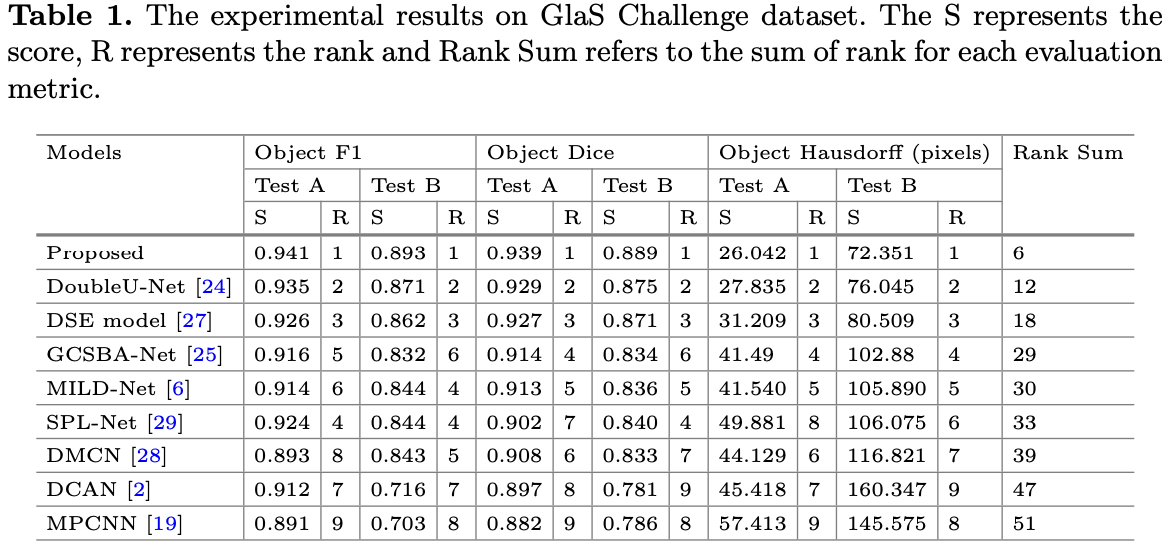 Table 1. The experimental results on GlaS Challenge dataset. The S represents the
score, R represents the rank and Rank Sum refers to the sum of rank for each evaluation
metric.
Models Object F1 Object Dice Object Hausdorff (pixels) Rank Sum
Test A Test B Test A Test B Test A Test B
S R S R S R S R S R S R
Proposed 0.941 1 0.893 1 0.939 1 0.889 1 26.042 1 72.351 1 6
DoubleU-Net [24] 0.935 2 0.871 2 0.929 2 0.875 2 27.835 2 76.045 2 12
DSE model [27] 0.926 3 0.862 3 0.927 3 0.871 3 31.209 3 80.509 3 18
GCSBA-Net [25] 0.916 5 0.832 6 0.914 4 0.834 6 41.49 4 102.88 4 29
MILD-Net [6] 0.914 6 0.844 4 0.913 5 0.836 5 41.540 5 105.890 5 30
SPL-Net [29] 0.924 4 0.844 4 0.902 7 0.840 4 49.881 8 106.075 6 33
DMCN [28] 0.893 8 0.843 5 0.908 6 0.833 7 44.129 6 116.821 7 39
DCAN [2] 0.912 7 0.716 7 0.897 8 0.781 9 45.418 7 160.347 9 47
MPCNN [19] 0.891 9 0.703 8 0.882 9 0.786 8 57.413 9 145.575 8 51